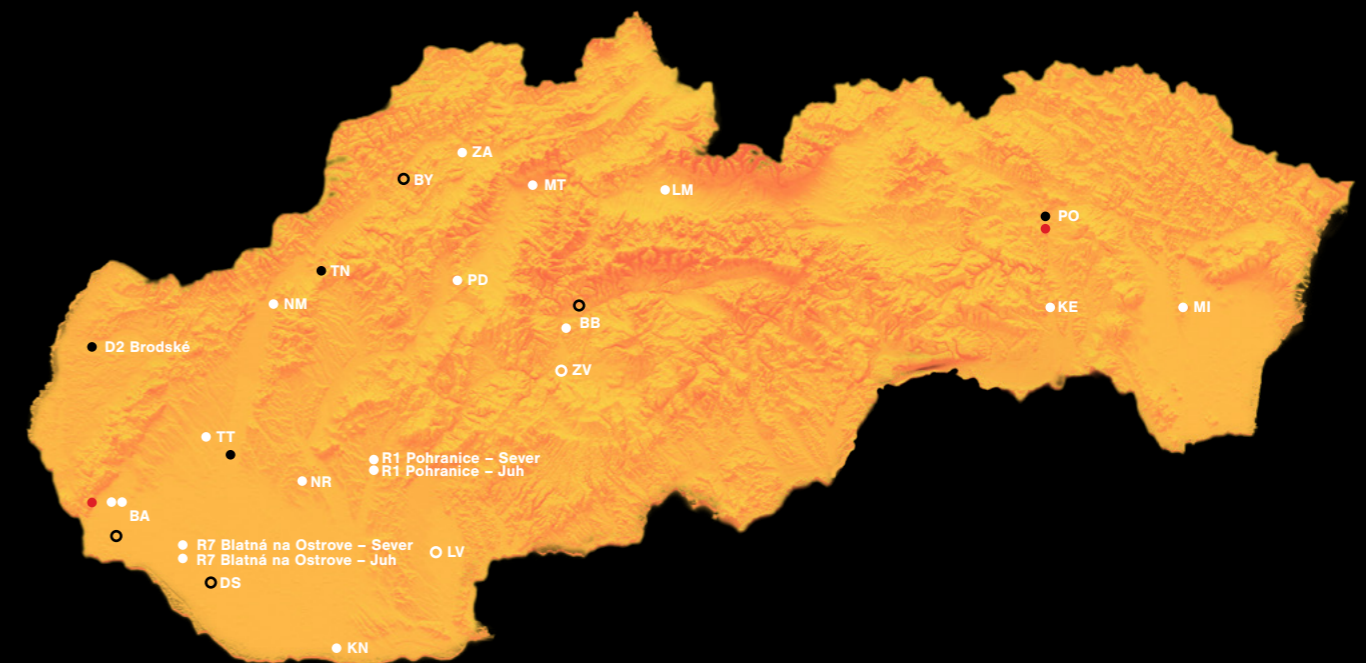 ZA
BY
MT
LM
PO
TN
PD
NM
KE
MI
BB
D2 Brodské
ZV
TT
R1 Pohranice – Sever
R1 Pohranice – Juh
NR
BA
R7 Blatná na Ostrove – Sever
LV
R7 Blatná na Ostrove – Juh
DS
KN